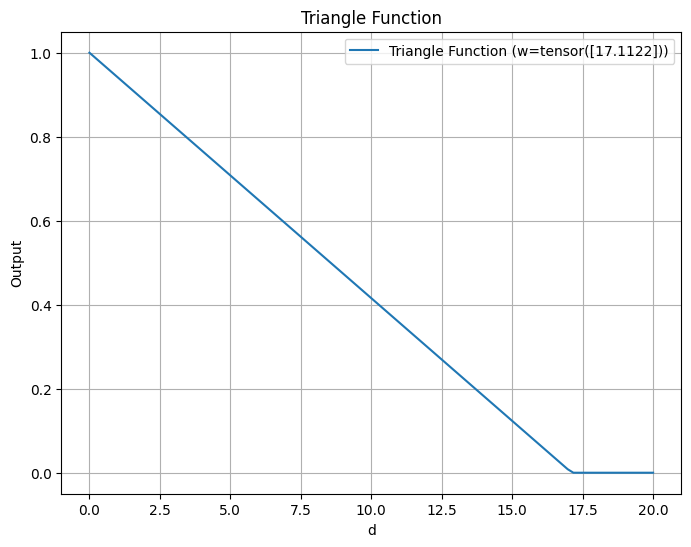 Triangle Function
Triangle Function (w=tensor([17.1122]))
1.0
0.8
0.6
0.4
0.2
0.0
Output
0.0 2.5 5.0 7.5 10.0 12.5 15.0 17.5 20.0
d